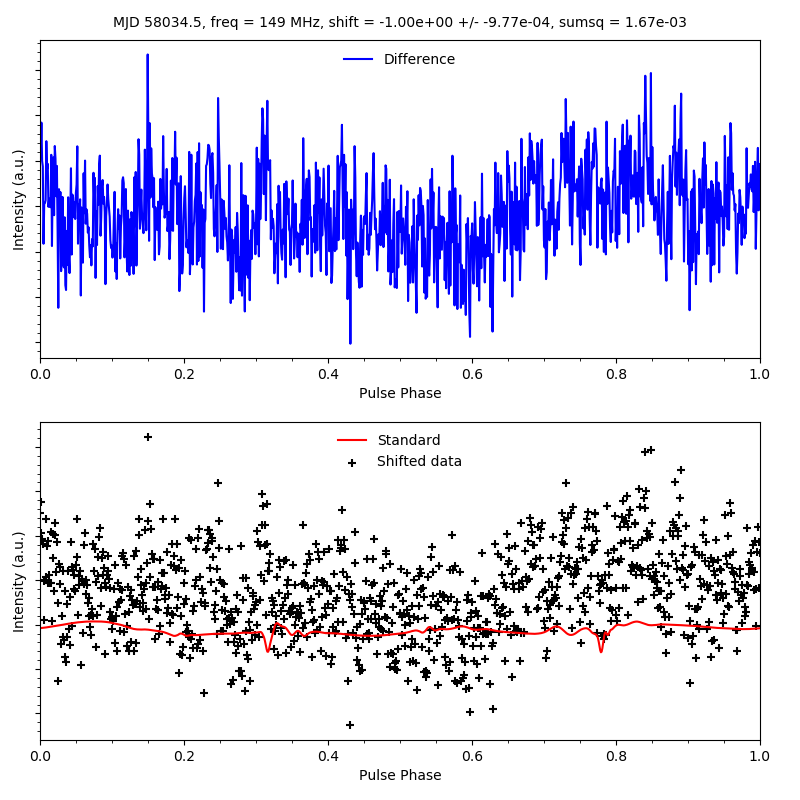 MJD 58034.5, freq = 149 MHz, shift = -1.00e+00 +/- -9.77e-04, sumsq = 1.67e-03
Difference
Intensity (a.u.)
0.0 0.2 0.4 0.6 0.8 1.0
Pulse Phase
Standard
Shifted data
Intensity (a.u.)
0.0 0.2 0.4 0.6 0.8 1.0
Pulse Phase